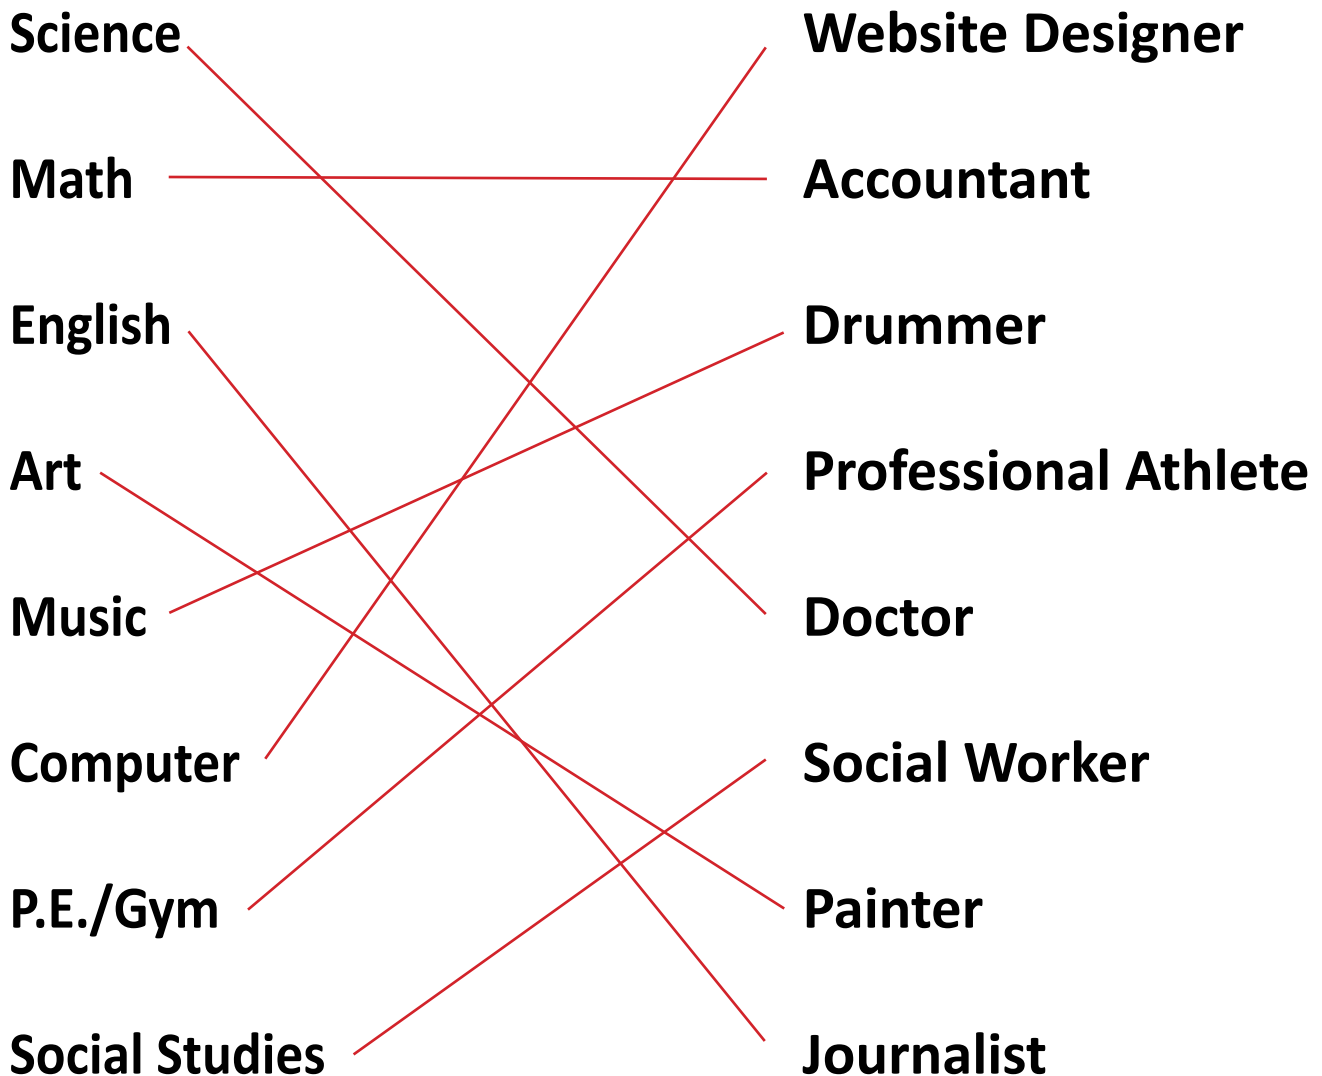 Science
Website Designer
Math
Accountant
English
Drummer
Art
Professional Athlete
Music
Doctor
Computer
Social Worker
P.E./Gym
Painter
Social Studies
Journalist